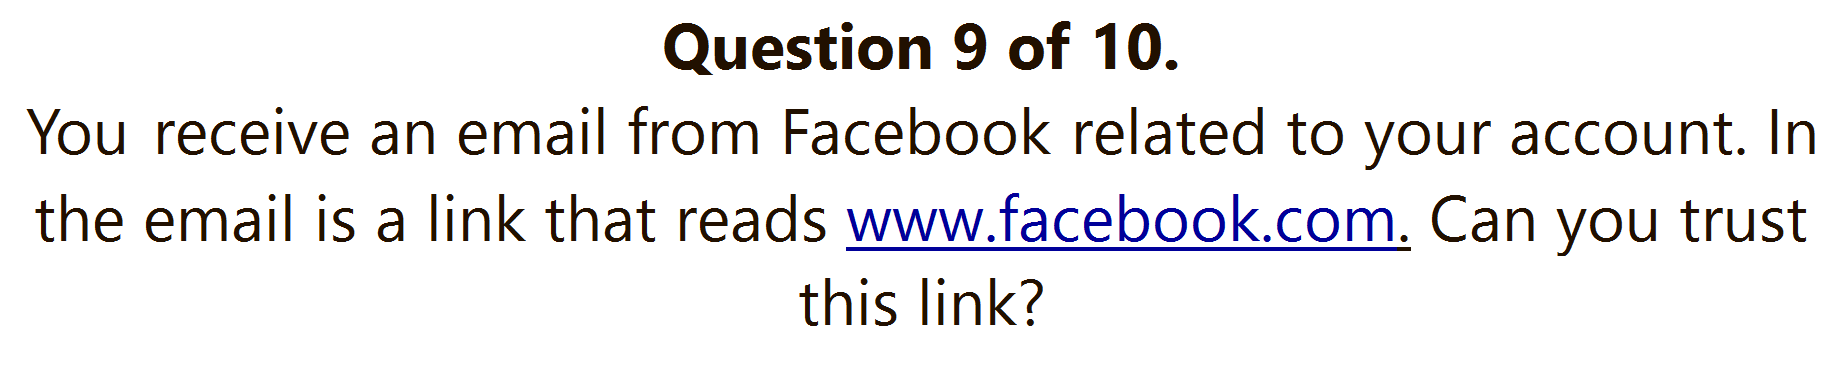 Question 9 of 10.
You receive an email from Facebook related to your account. In
the email is a link that reads www.facebook.com. Can you trust
this link?